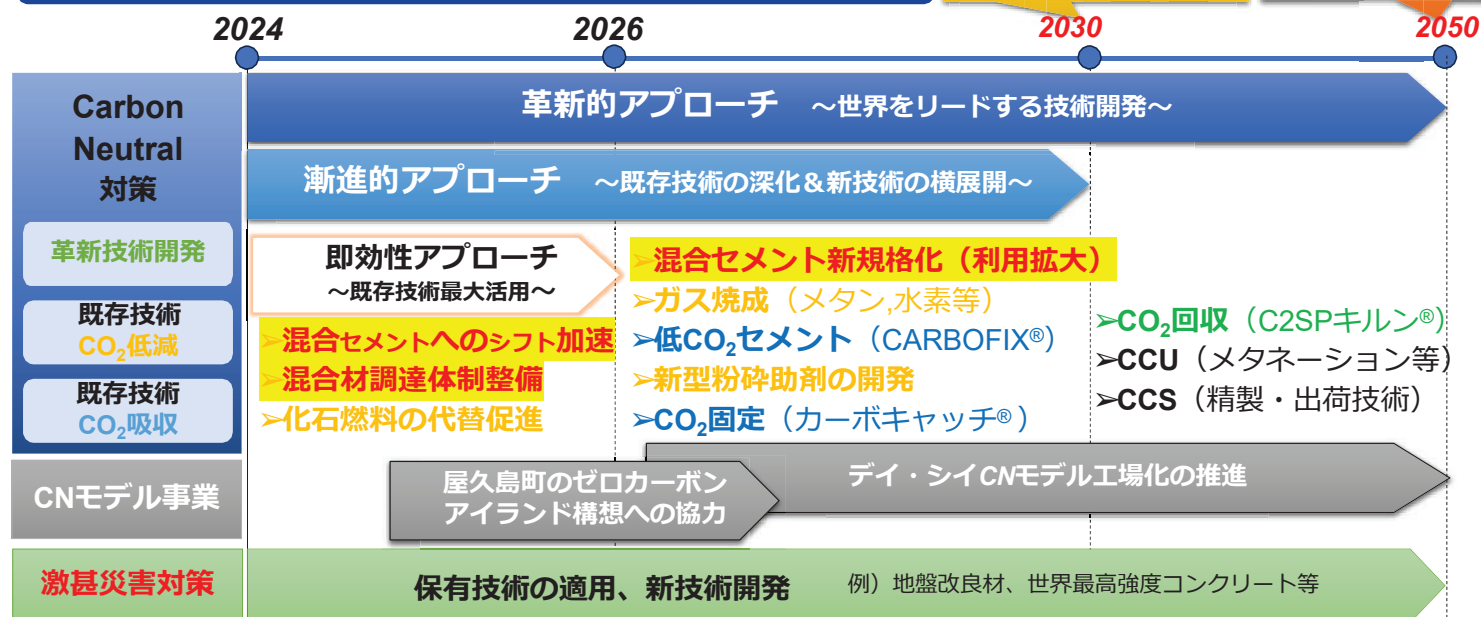 2024
2026
2030
2050
Carbon
Neutral
対策
革新的アプローチ ～世界をリードする技術開発～
漸進的アプローチ ～既存技術の深化＆新技術の横展開～
革新技術開発
既存技術
CO₂低減
既存技術
CO₂吸収
即効性アプローチ
～既存技術最大活用～
➢混合セメントへのシフト加速
➢混合材調達体制整備
➢化石燃料の代替促進
➢混合セメント新規格化（利用拡大）
➢ガス焼成（メタン,水素等）
➢低CO₂セメント（CARBOFIX®）
➢新型粉砕助剤の開発
➢CO₂固定（カーボキャッチ®）
➢CO₂回収（C2SPキルン®）
➢CCU（メタネーション等）
➢CCS（精製・出荷技術）
CNモデル事業
屋久島町のゼロカーボン
アイランド構想への協力
デイ・シイCNモデル工場化の推進
激甚災害対策
保有技術の適用、新技術開発 例）地盤改良材、世界最高強度コンクリート等